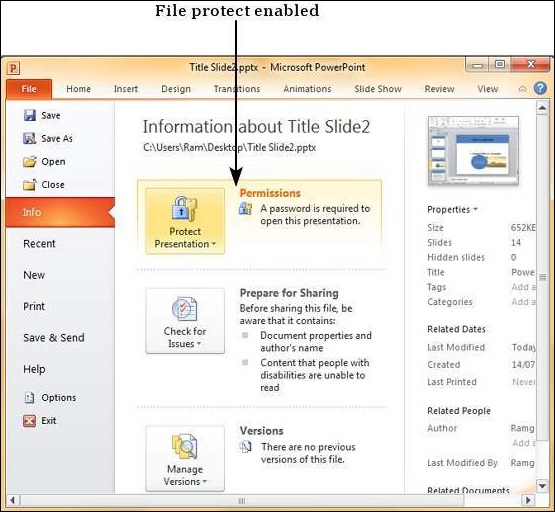 File protect enabled
Title Slide2.pptx - Microsoft PowerPoint
File Home Insert Design Transitions Animations Slide Show Review View
Save
Save As
Open
Close
Info
Recent
New
Print
Save & Send
Help
Options
Exit
Information about Title Slide2
C:\Users\Ram\Desktop\Title Slide2.pptx
Protect
Presentation
Permissions
A password is required to
open this presentation.
Check for
Issues
Prepare for Sharing
Before sharing this file, be
aware that it contains:
Document properties and
author's name
Content that people with
disabilities are unable to
read
Manage
Versions
Versions
There are no previous
versions of this file.
Properties
Size 652KB
Slides 14
Hidden slides 0
Title Powe
Tags Add a
Categories Add a
Related Dates
Last Modified Today
Created 14/07
Last Printed Never
Related People
Author Ramg
Add a
Last Modified By Ramg
Related Documents